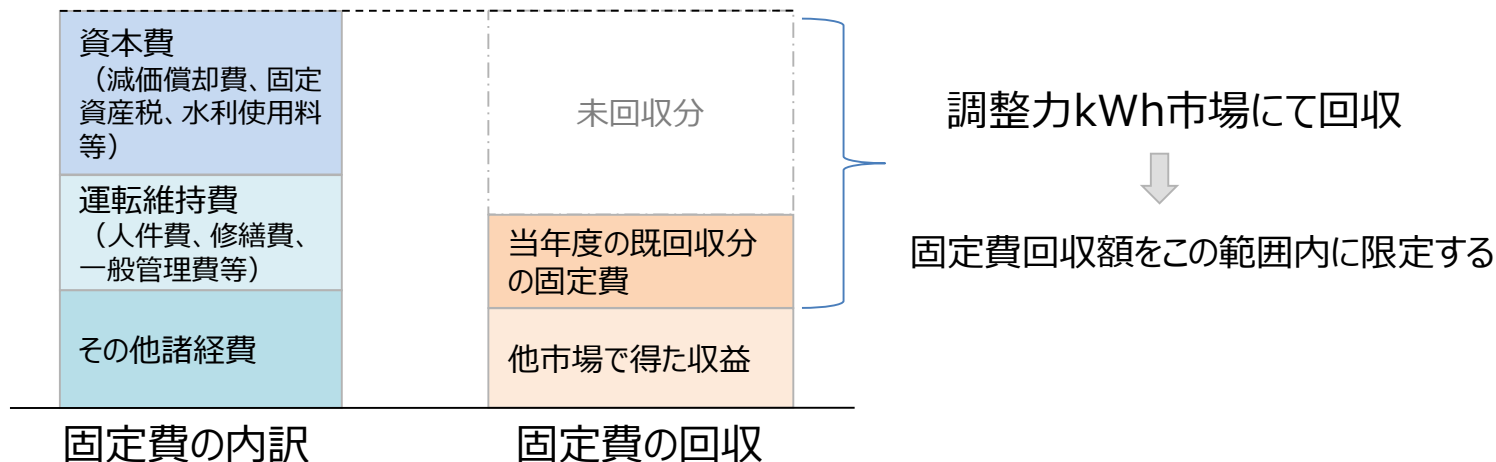 資本費
（減価償却費、固定
資産税、水利使用料
等）
運転維持費
（人件費、修繕費、
一般管理費等）
その他諸経費
固定費の内訳
未回収分
当年度の既回収分
の固定費
他市場で得た収益
固定費の回収
調整力kWh市場にて回収
固定費回収額をこの範囲内に限定する